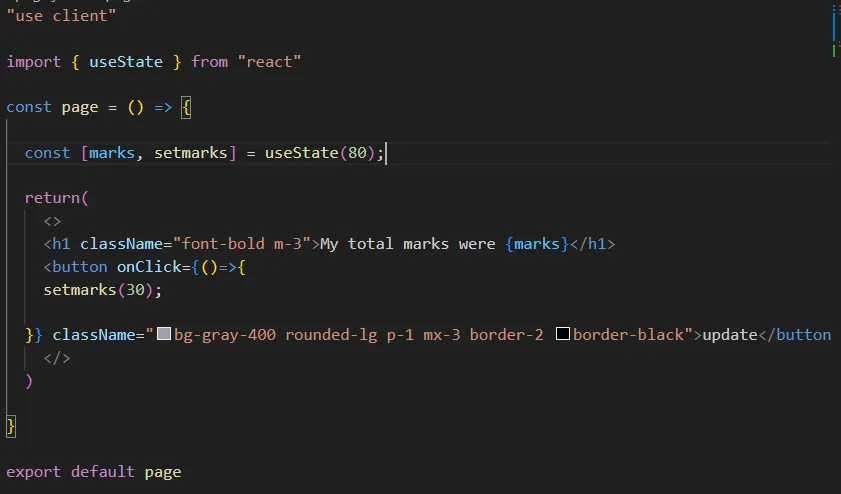 "use client"
import { useState } from "react"
const page = () => {
const [marks, setmarks] = useState(80);
return(
<>
<h1 className="font-bold m-3">My total marks were {marks}</h1>
<button onClick={()=>{
setmarks(30);
}} className="bg-gray-400 rounded-lg p-1 mx-3 border-2 border-black">update</button
</>
)
}
export default page